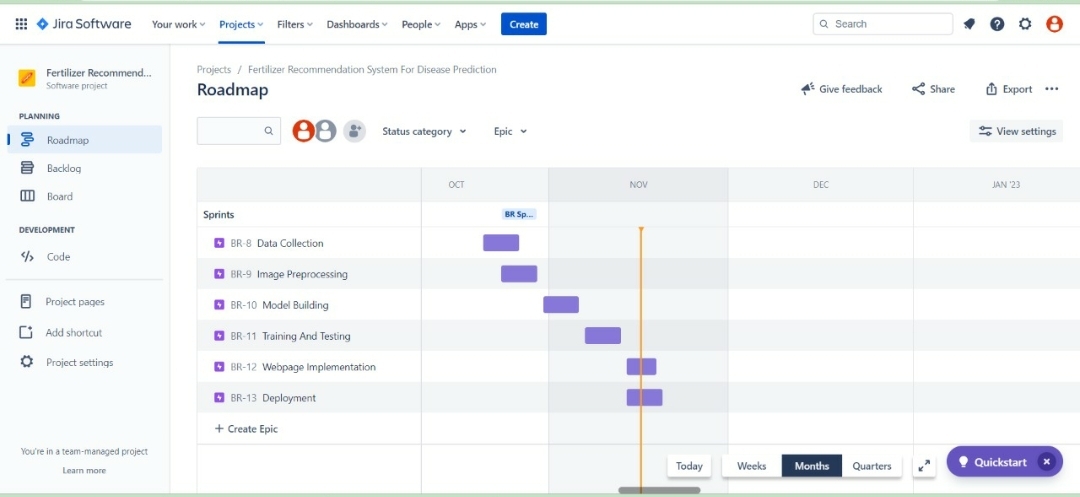 Jira Software Your work Projects Filters Dashboards People Apps Create Search
Fertilizer Recommend...
Software project
PLANNING
Roadmap
Backlog
Board
DEVELOPMENT
Code
Project pages
Add shortcut
Project settings
You're in a team-managed project
Learn more
Projects / Fertilizer Recommendation System For Disease Prediction
Roadmap
Give feedback Share Export
Status category Epic View settings
OCT NOV DEC JAN '23
Sprints BR Sp...
BR-8 Data Collection
BR-9 Image Preprocessing
BR-10 Model Building
BR-11 Training And Testing
BR-12 Webpage Implementation
BR-13 Deployment
+ Create Epic
Today Weeks Months Quarters Quickstart